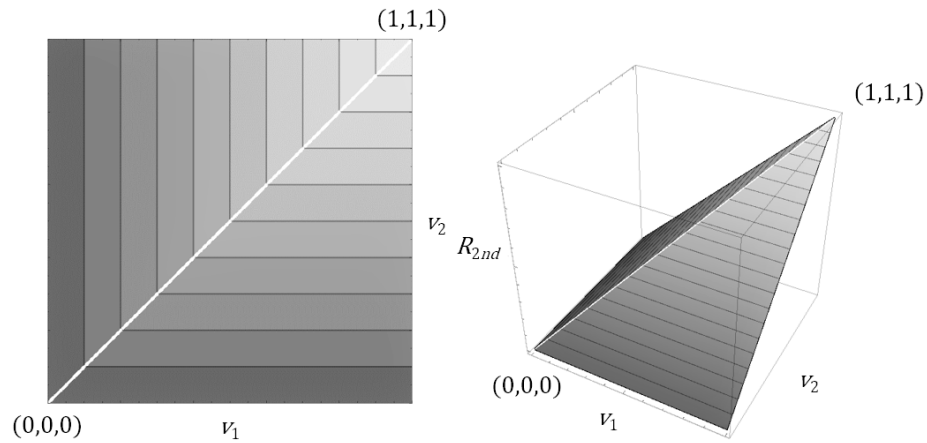 (1,1,1)
v₂
(0,0,0)
v₁
(1,1,1)
R₂ₙd
(0,0,0)
v₁
v₂